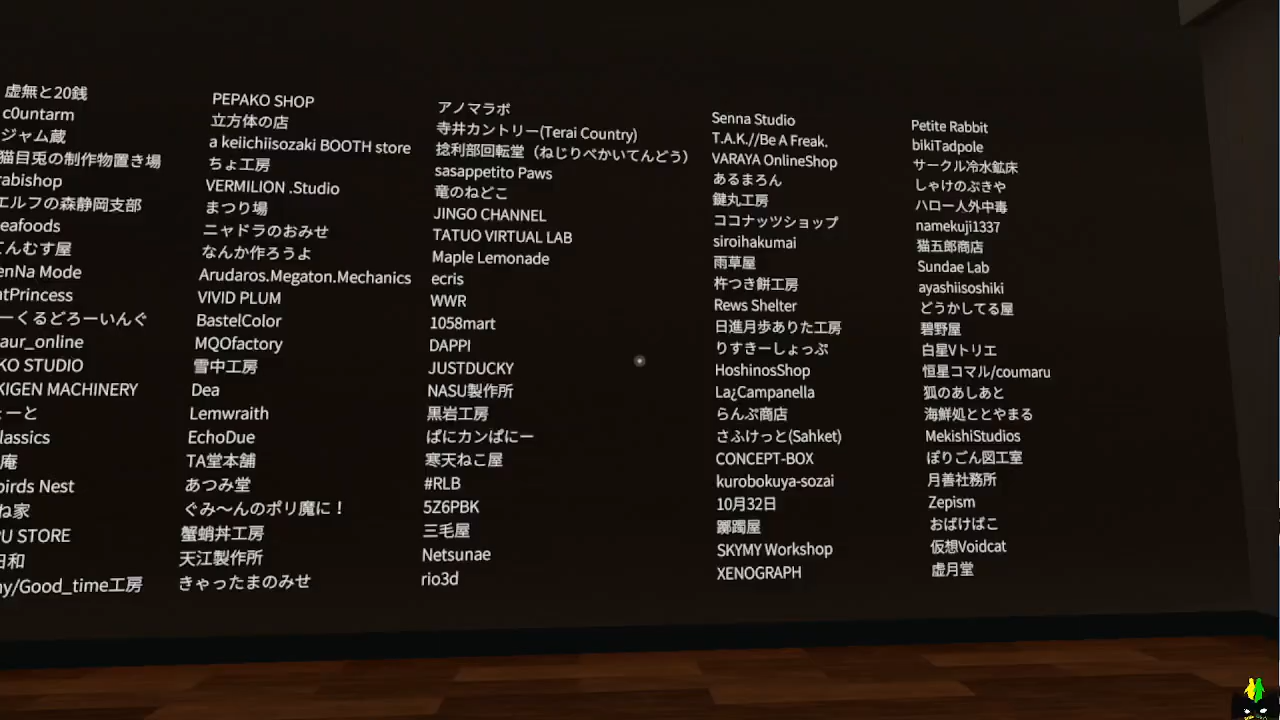 虚無と20銭
c0untarm
ジャム蔵
猫目兎の制作物置き場
rabishop
エルフの森静岡支部
eafoods
てんむす屋
enNa Mode
ntPrincess
ーくるどろーいんぐ
aur_online
KO STUDIO
KIGEN MACHINERY
ーと
lassics
庵
birds Nest
ね家
PU STORE
日和
ny/Good_time工房
PEPAKO SHOP
立方体の店
a keiichiisozaki BOOTH store
ちょ工房
VERMILION .Studio
まつり場
ニャドラのおみせ
なんか作ろうよ
Arudaros.Megaton.Mechanics
VIVID PLUM
BastelColor
MQOfactory
雪中工房
Dea
Lemwraith
EchoDue
TA堂本舗
あつみ堂
ぐみ〜んのポリ魔に！
蟹蛸丼工房
天江製作所
きゃったまのみせ
アノマラボ
寺井カントリー(Terai Country)
捻利部回転堂（ねじりべかいてんどう）
sasappetito Paws
竜のねどこ
JINGO CHANNEL
TATUO VIRTUAL LAB
Maple Lemonade
ecris
WWR
1058mart
DAPPI
JUSTDUCKY
NASU製作所
黒岩工房
ぱにカンぱにー
寒天ねこ屋
#RLB
5Z6PBK
三毛屋
Netsunae
rio3d
Senna Studio
T.A.K.//Be A Freak.
VARAYA OnlineShop
あるまろん
鍵丸工房
ココナッツショップ
siroihakumai
雨草屋
杵つき餅工房
Rews Shelter
日進月歩ありた工房
りすきーしょっぷ
HoshinosShop
La¿Campanella
らんぷ商店
さふけっと(Sahket)
CONCEPT-BOX
kurobokuya-sozai
10月32日
躑躅屋
SKYMY Workshop
XENOGRAPH
Petite Rabbit
bikiTadpole
サークル冷水鉱床
しゃけのぶきや
ハロー人外中毒
namekuji1337
猫五郎商店
Sundae Lab
ayashiisoshiki
どうかしてる屋
碧野屋
白星Vトリエ
恒星コマル/coumaru
狐のあしあと
海鮮処ととやまる
MekishiStudios
ぽりごん図工室
月善社務所
Zepism
おばけばこ
仮想Voidcat
虚月堂